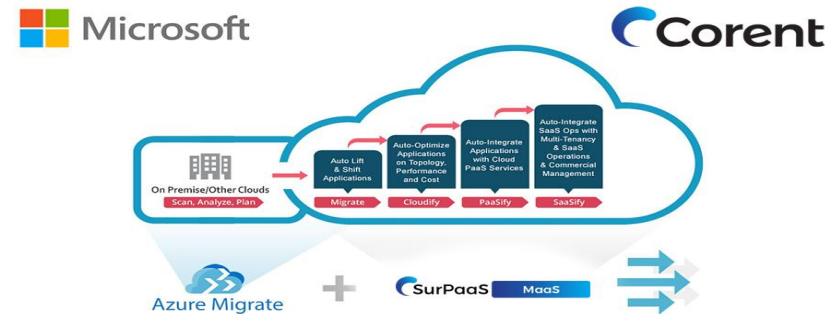 Microsoft
Corent
On Premise/Other Clouds
Scan, Analyze, Plan
Auto Lift
& Shift
Applications
Migrate
Auto-Optimize
Applications
on Topology,
Performance
and Cost
Cloudify
Auto-Integrate
Applications
with Cloud
PaaS Services
PaaSify
Auto-Integrate
SaaS Ops with
Multi-Tenancy
& SaaS
Operations
& Commercial
Management
SaaSify
Azure Migrate
+
SurPaaS MaaS